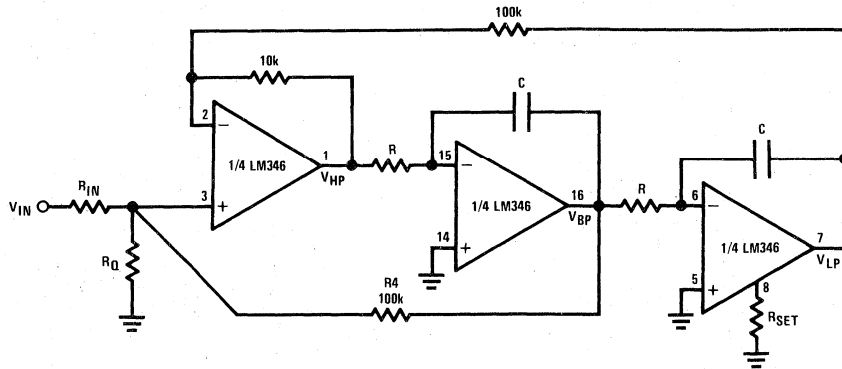 100k
10k
C
2
−
1/4 LM346
1
V_HP
R
15
−
C
V_IN
R_IN
3
+
1/4 LM346
16
V_BP
R
6
−
R_Q
14
+
1/4 LM346
7
V_LP
R4
100k
5
+
8
R_SET